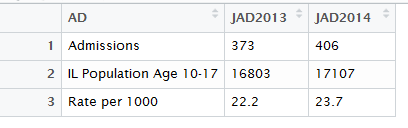 AD JAD2013 JAD2014
1 Admissions 373 406
2 IL Population Age 10-17 16803 17107
3 Rate per 1000 22.2 23.7